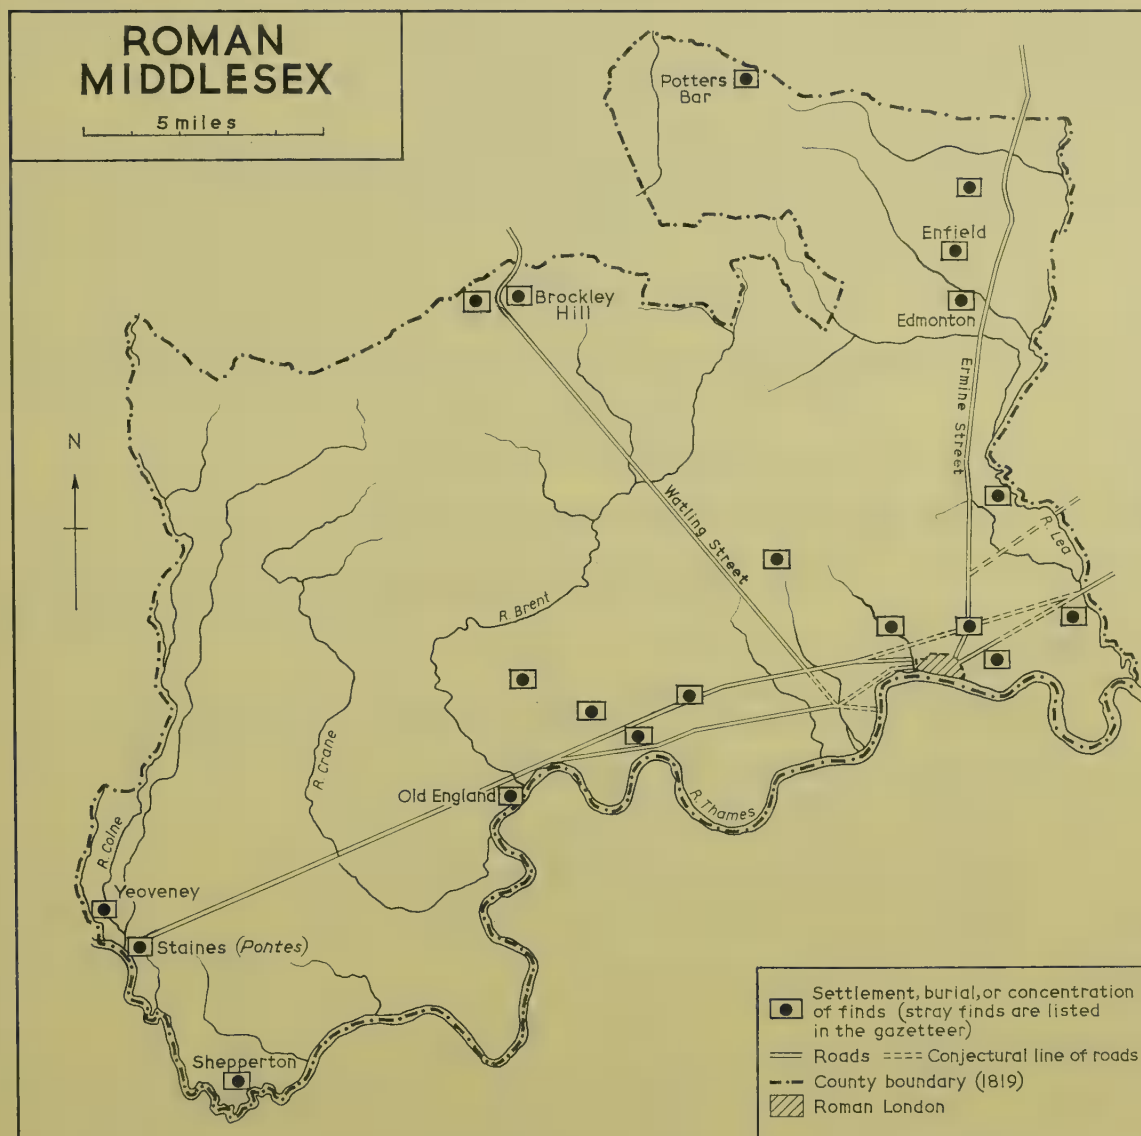 ROMAN
MIDDLESEX
5 miles
Potters
Bar
Enfield
Brockley
Hill
Edmonton
Ermine Street
N
Watling Street
R. Lea
R. Brent
R. Crane
Old England
R. Thames
R. Colne
Yeoveney
Staines (Pontes)
Shepperton
Settlement, burial, or concentration
of finds (stray finds are listed
in the gazetteer)
Roads
Conjectural line of roads
County boundary (1819)
Roman London